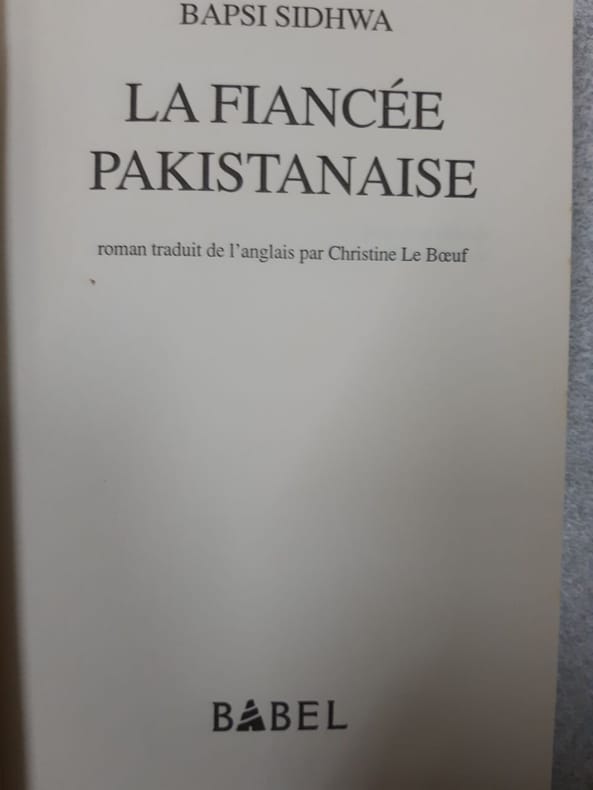 BAPSI SIDHWA
LA FIANCÉE
PAKISTANAISE
roman traduit de l'anglais par Christine Le Bœuf
BABEL